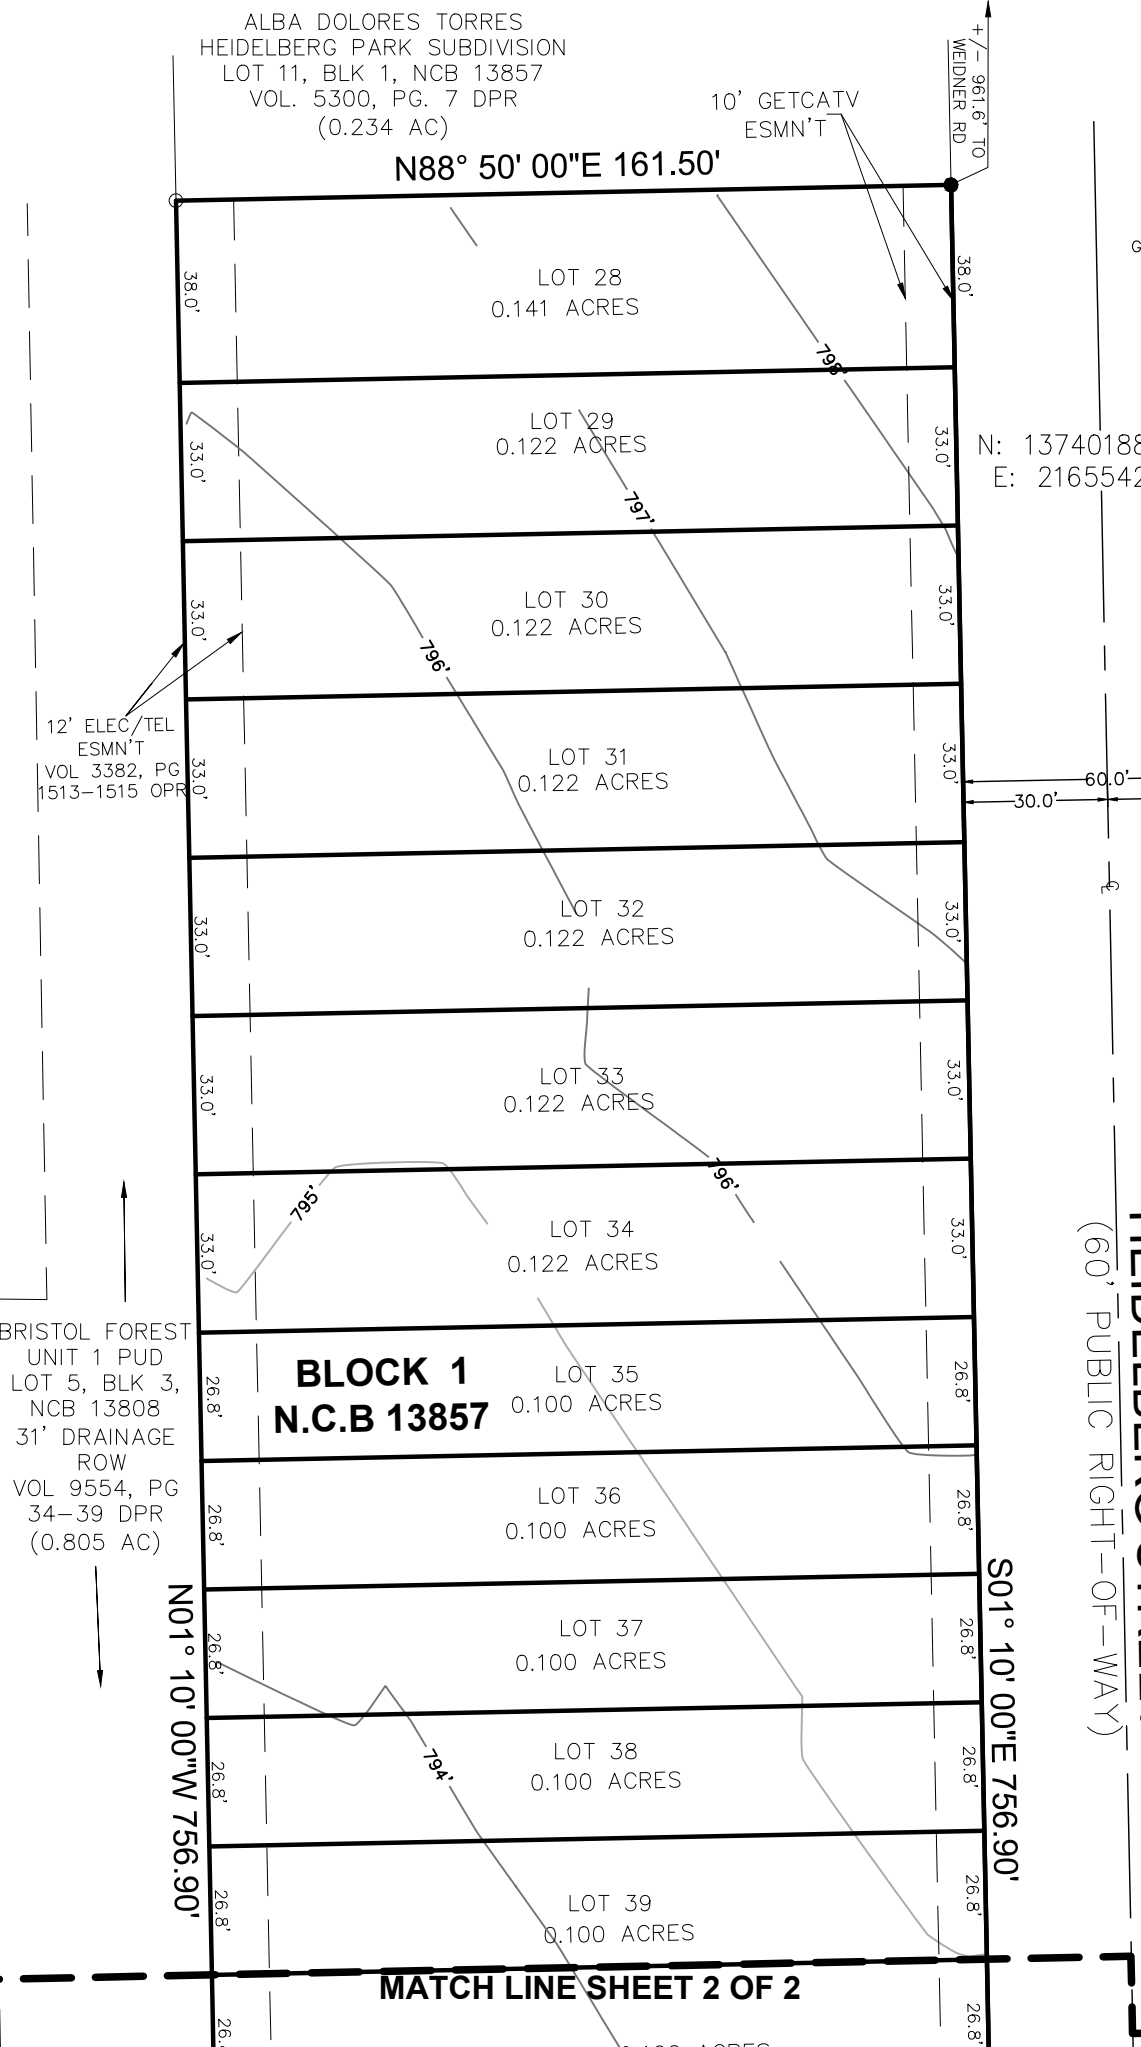 ALBA DOLORES TORRES
HEIDELBERG PARK SUBDIVISION
LOT 11, BLK 1, NCB 13857
VOL. 5300, PG. 7 DPR
(0.234 AC)
10' GETCATV
ESMN'T
+/- 961.6' TO
WEIDNER RD
N88° 50' 00"E 161.50'
38.0'
LOT 28
0.141 ACRES
38.0'
798'
33.0'
LOT 29
0.122 ACRES
33.0'
N: 13740188
E: 2165542
797'
33.0'
LOT 30
0.122 ACRES
33.0'
796'
12' ELEC/TEL
ESMN'T
VOL 3382, PG
1513-1515 OPR
33.0'
LOT 31
0.122 ACRES
33.0'
60.0'
30.0'
33.0'
LOT 32
0.122 ACRES
33.0'
33.0'
LOT 33
0.122 ACRES
33.0'
796'
795'
33.0'
LOT 34
0.122 ACRES
33.0'
(60' PUBLIC RIGHT-OF-WAY)
BRISTOL FOREST
UNIT 1 PUD
LOT 5, BLK 3,
NCB 13808
31' DRAINAGE
ROW
VOL 9554, PG
34-39 DPR
(0.805 AC)
26.8'
BLOCK 1
N.C.B 13857
LOT 35
0.100 ACRES
26.8'
26.8'
LOT 36
0.100 ACRES
26.8'
N01° 10' 00"W 756.90'
S01° 10' 00"E 756.90'
26.8'
LOT 37
0.100 ACRES
26.8'
794'
26.8'
LOT 38
0.100 ACRES
26.8'
26.8'
LOT 39
0.100 ACRES
26.8'
MATCH LINE SHEET 2 OF 2
26.8'